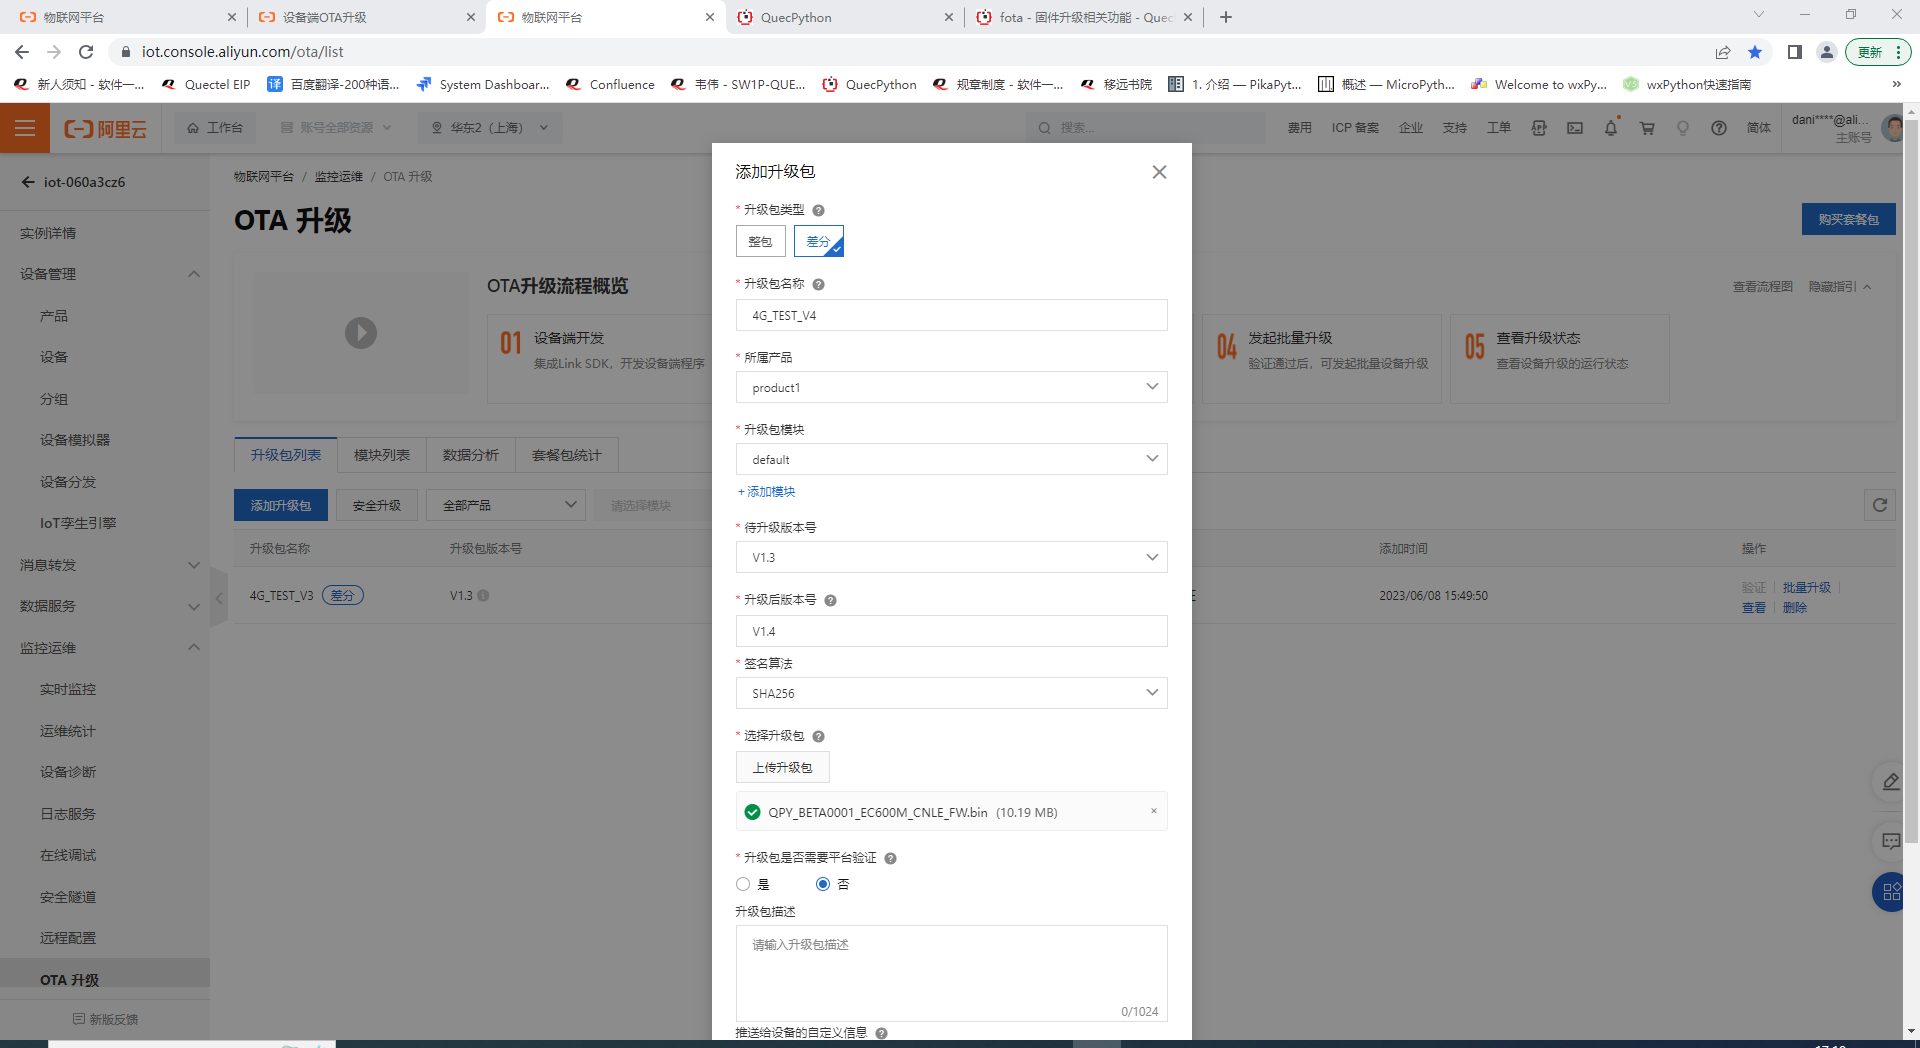 物联网平台
设备端OTA升级
物联网平台
QuecPython
fota - 固件升级相关功能 - Quec
iot.console.aliyun.com/ota/list
更新
新人须知 - 软件一...
Quectel EIP
译 百度翻译-200种语...
System Dashboar...
Confluence
韦伟 - SW1P-QUE...
QuecPython
规章制度 - 软件一...
移远书院
1. 介绍 — PikaPyt...
概述 — MicroPyth...
Welcome to wxPy...
wxPython快速指南
»
阿里云
工作台
账号全部资源
华东2（上海）
搜索...
费用
ICP 备案
企业
支持
工单
简体
dani****@ali...
主账号
iot-060a3cz6
实例详情
设备管理
产品
设备
分组
设备模拟器
设备分发
IoT孪生引擎
消息转发
数据服务
监控运维
实时监控
运维统计
设备诊断
日志服务
在线调试
安全隧道
远程配置
OTA 升级
新版反馈
物联网平台 / 监控运维 / OTA 升级
OTA 升级
购买套餐包
OTA升级流程概览
查看流程图
隐藏指引
01 设备端开发
集成Link SDK，开发设备端程序
04 发起批量升级
验证通过后，可发起批量设备升级
05 查看升级状态
查看设备升级的运行状态
升级包列表
模块列表
数据分析
套餐包统计
添加升级包
安全升级
全部产品
请选择模块
升级包名称
升级包版本号
添加时间
操作
4G_TEST_V3 差分
V1.3
2023/06/08 15:49:50
验证
批量升级
查看
删除
添加升级包
* 升级包类型
整包
差分
* 升级包名称
4G_TEST_V4
* 所属产品
product1
* 升级包模块
default
+ 添加模块
* 待升级版本号
V1.3
* 升级后版本号
V1.4
* 签名算法
SHA256
* 选择升级包
上传升级包
QPY_BETA0001_EC600M_CNLE_FW.bin (10.19 MB)
* 升级包是否需要平台验证
是
否
升级包描述
请输入升级包描述
0/1024
推送给设备的自定义信息